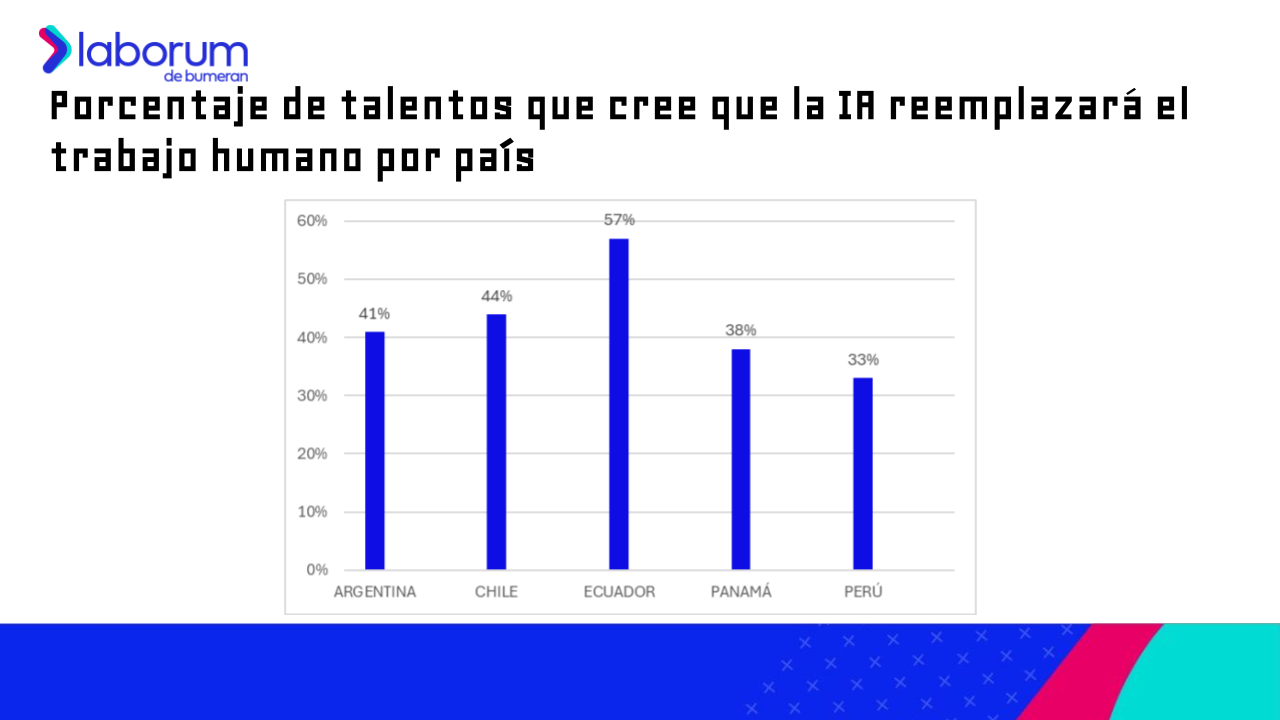 laborum
de bumeran
Porcentaje de talentos que cree que la IA reemplazará el
trabajo humano por país
60%
50%
40%
30%
20%
10%
0%
41%
44%
57%
38%
33%
ARGENTINA
CHILE
ECUADOR
PANAMÁ
PERÚ